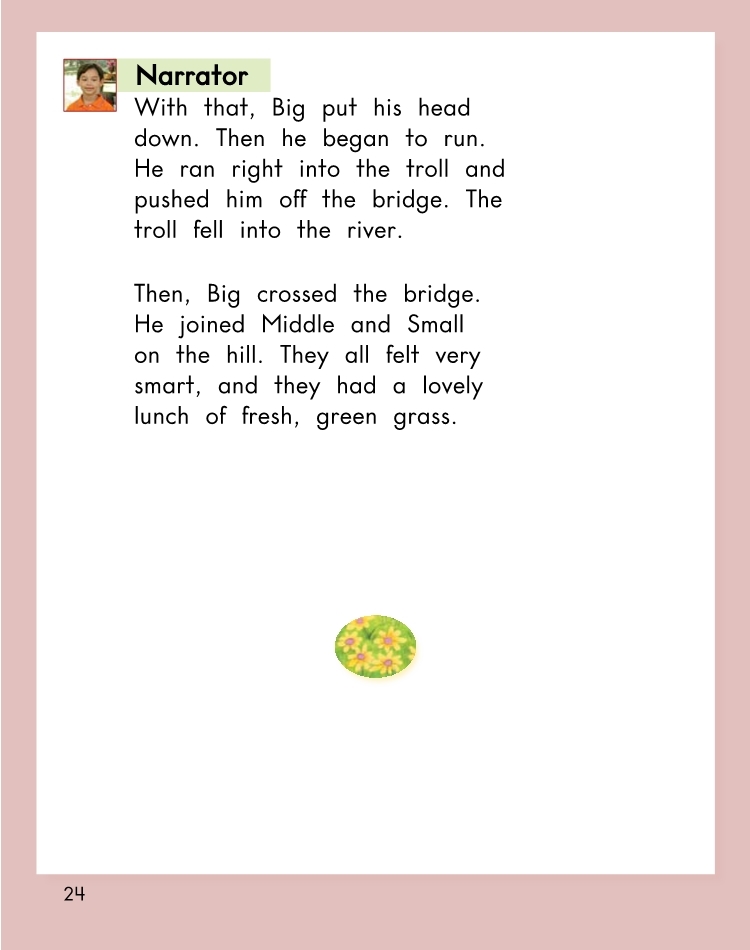 Narrator
With that, Big put his head
down. Then he began to run.
He ran right into the troll and
pushed him off the bridge. The
troll fell into the river.
Then, Big crossed the bridge.
He joined Middle and Small
on the hill. They all felt very
smart, and they had a lovely
lunch of fresh, green grass.
24